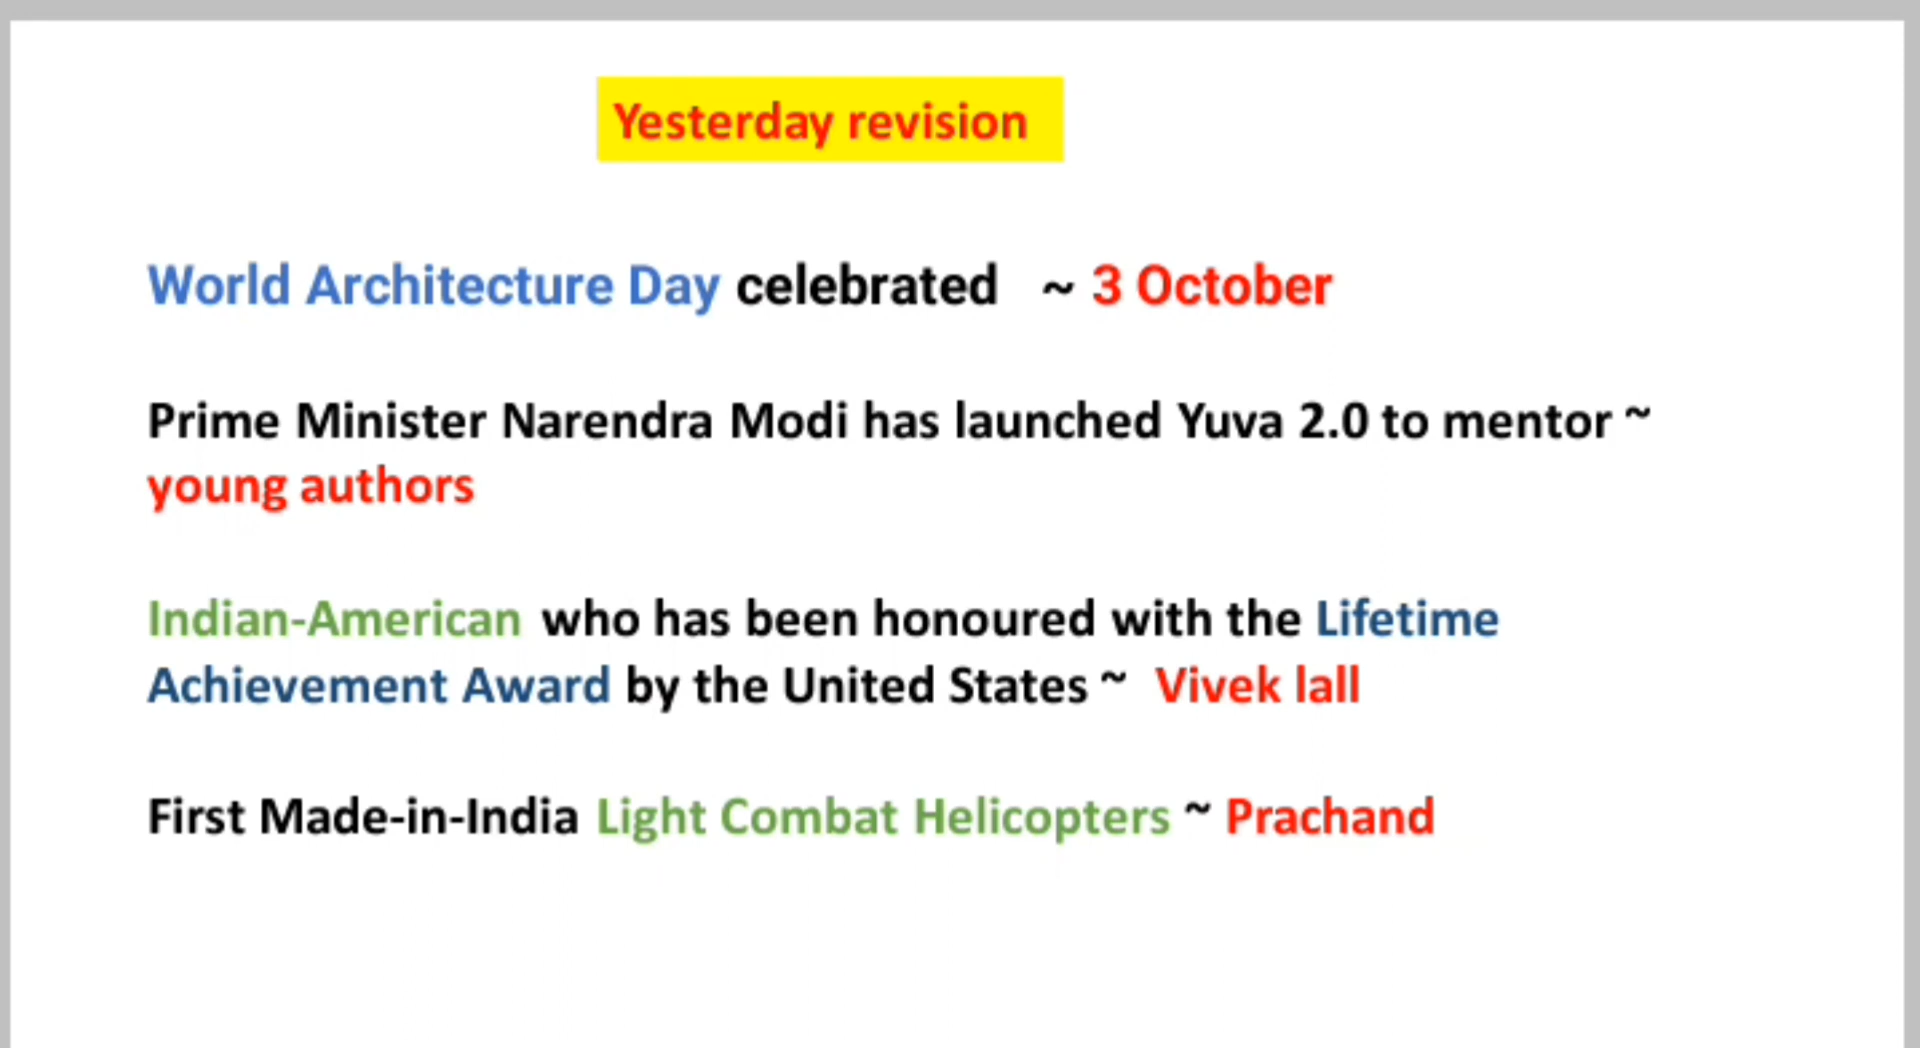 Yesterday revision
World Architecture Day celebrated ~ 3 October
Prime Minister Narendra Modi has launched Yuva 2.0 to mentor ~
young authors
Indian-American who has been honoured with the Lifetime
Achievement Award by the United States ~ Vivek lall
First Made-in-India Light Combat Helicopters ~ Prachand